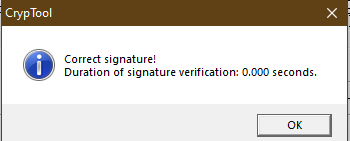 CrypTool
Correct signature!
Duration of signature verification: 0.000 seconds.
OK